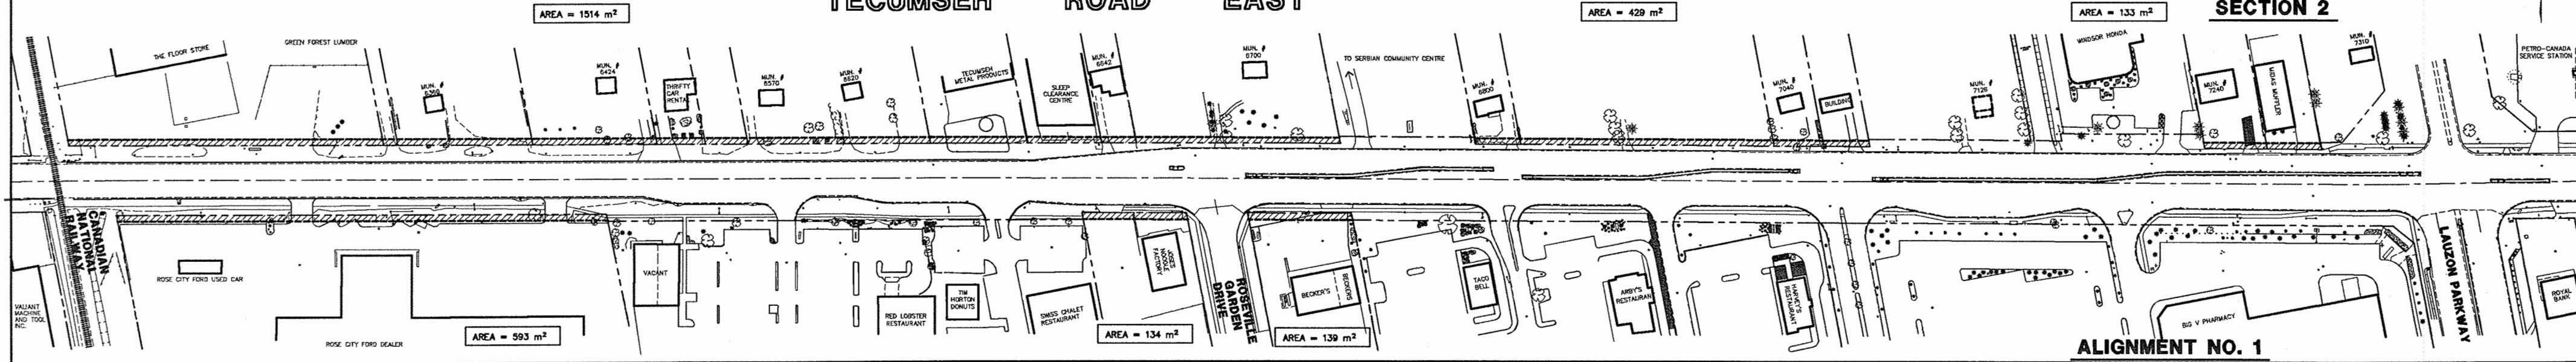 TECUMSEH ROAD EAST
AREA = 1514 m²
AREA = 429 m²
AREA = 133 m²
SECTION 2
THE FLOOR STORE
GREEN FOREST LUMBER
MUN. #
6360
MUN. #
6424
THRIFTY
CAR
RENTAL
MUN. #
6570
MUN. #
6620
TECUMSEH
METAL PRODUCTS
SLEEP
CLEARANCE
CENTRE
MUN. #
6642
MUN. #
6700
TO SERBIAN COMMUNITY CENTRE
MUN. #
6800
MUN. #
7040
BUILDING
MUN. #
7126
WINDSOR HONDA
MUN. #
7240
MIDAS MUFFLER
MUN. #
7310
PETRO-CANADA
SERVICE STATION
CANADIAN
NATIONAL
RAILWAY
VALIANT
MACHINE
AND TOOL
INC.
ROSE CITY FORD USED CAR
ROSE CITY FORD DEALER
AREA = 593 m²
VACANT
RED LOBSTER
RESTAURANT
TIM
HORTON
DONUTS
SWISS CHALET
RESTAURANT
JOE'S
NOODLE
FACTORY
AREA = 134 m²
ROSEVILLE
GARDEN
DRIVE
BECKER'S
BECKERS
AREA = 139 m²
TACO
BELL
ARBY'S
RESTAURANT
HARVEY'S
RESTAURANT
BIG V PHARMACY
LAUZON PARKWAY
ROYAL
BANK
ALIGNMENT NO. 1